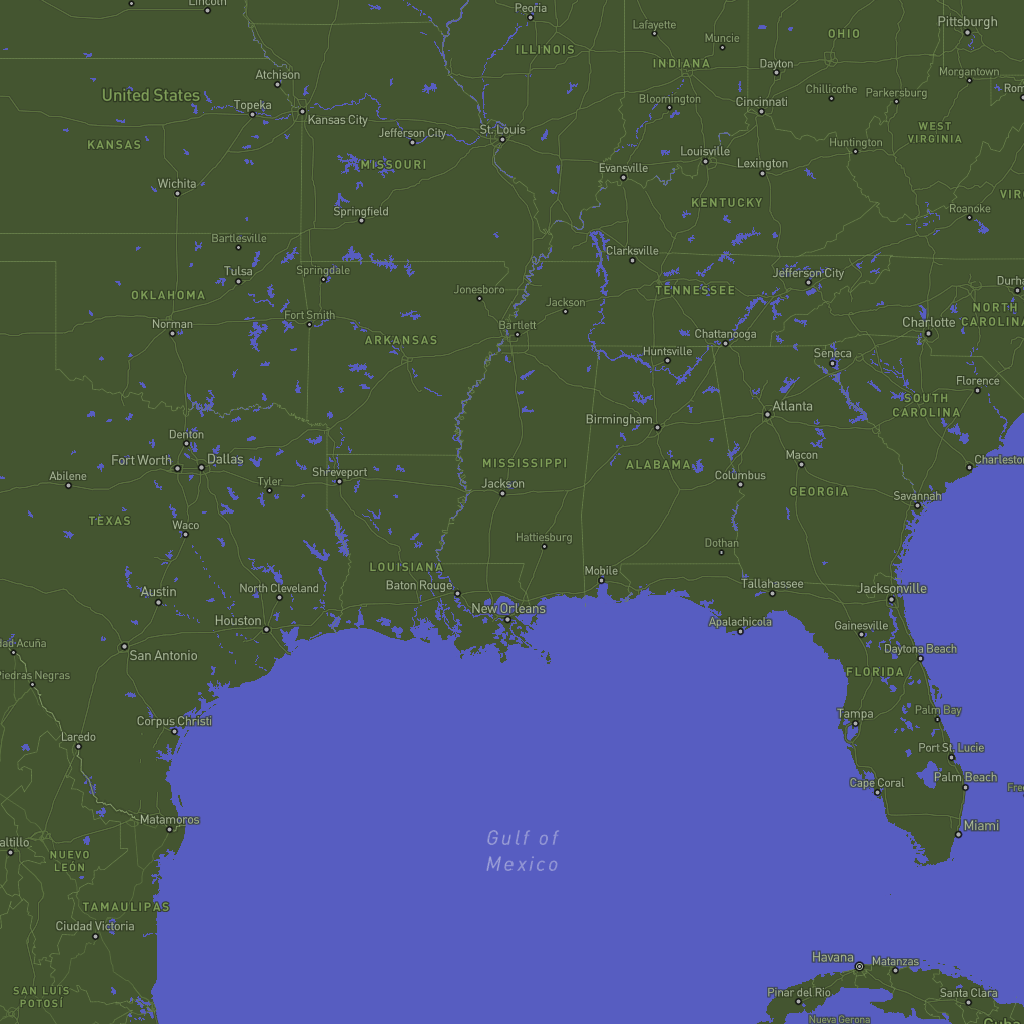 Lincoln
Peoria
Lafayette
Muncie
OHIO
Pittsburgh
ILLINOIS
INDIANA
Dayton
Morgantown
Atchison
United States
Topeka
Kansas City
Jefferson City
St. Louis
Bloomington
Cincinnati
Chillicothe
Parkersburg
KANSAS
MISSOURI
Louisville
Lexington
Huntington
WEST
VIRGINIA
Wichita
Evansville
KENTUCKY
Springfield
Roanoke
Bartlesville
Clarksville
Tulsa
Springdale
Jefferson City
OKLAHOMA
Jonesboro
Jackson
TENNESSEE
NORTH
CAROLINA
Norman
Fort Smith
Bartlett
Chattanooga
Charlotte
ARKANSAS
Huntsville
Seneca
Florence
SOUTH
CAROLINA
Denton
Birmingham
Atlanta
Fort Worth
Dallas
Abilene
Tyler
Shreveport
MISSISSIPPI
Jackson
ALABAMA
Columbus
Macon
Charleston
GEORGIA
Savannah
TEXAS
Waco
Hattiesburg
Dothan
LOUISIANA
Baton Rouge
Mobile
Tallahassee
Jacksonville
Austin
North Cleveland
Houston
New Orleans
Apalachicola
Gainesville
dad Acuña
San Antonio
Daytona Beach
Piedras Negras
FLORIDA
Corpus Christi
Laredo
Tampa
Palm Bay
Port St. Lucie
Cape Coral
Palm Beach
Fre
Matamoros
Miami
altillo
Gulf of
Mexico
NUEVO
LEÓN
TAMAULIPAS
Ciudad Victoria
Havana
Matanzas
SAN LUIS
POTOSÍ
Pinar del Río
Santa Clara
Nueva Gerona
Cuba